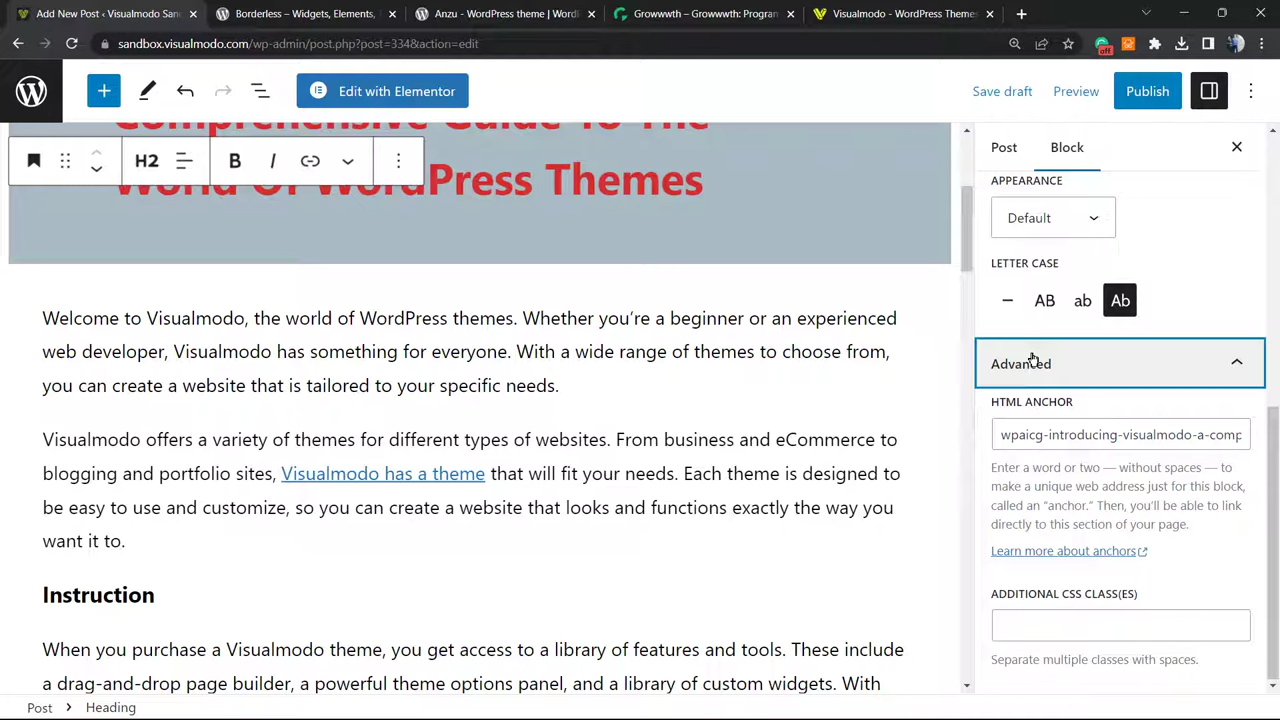 Add New Post ‹ Visualmodo San
Borderless – Widgets, Elements,
Anzu - WordPress theme | Word
Growwwth – Growwwth: Program
Visualmodo - WordPress Themes
sandbox.visualmodo.com/wp-admin/post.php?post=334&action=edit
off
Edit with Elementor
Save draft
Preview
Publish
H2
B
I
World Of WordPress Themes
Welcome to Visualmodo, the world of WordPress themes. Whether you’re a beginner or an experienced
web developer, Visualmodo has something for everyone. With a wide range of themes to choose from,
you can create a website that is tailored to your specific needs.
Visualmodo offers a variety of themes for different types of websites. From business and eCommerce to
blogging and portfolio sites, Visualmodo has a theme that will fit your needs. Each theme is designed to
be easy to use and customize, so you can create a website that looks and functions exactly the way you
want it to.
Instruction
When you purchase a Visualmodo theme, you get access to a library of features and tools. These include
a drag-and-drop page builder, a powerful theme options panel, and a library of custom widgets. With
Post
Block
APPEARANCE
Default
LETTER CASE
AB
ab
Ab
Advanced
HTML ANCHOR
wpaicg-introducing-visualmodo-a-comp
Enter a word or two — without spaces — to
make a unique web address just for this block,
called an “anchor.” Then, you’ll be able to link
directly to this section of your page.
Learn more about anchors
ADDITIONAL CSS CLASS(ES)
Separate multiple classes with spaces.
Post
Heading